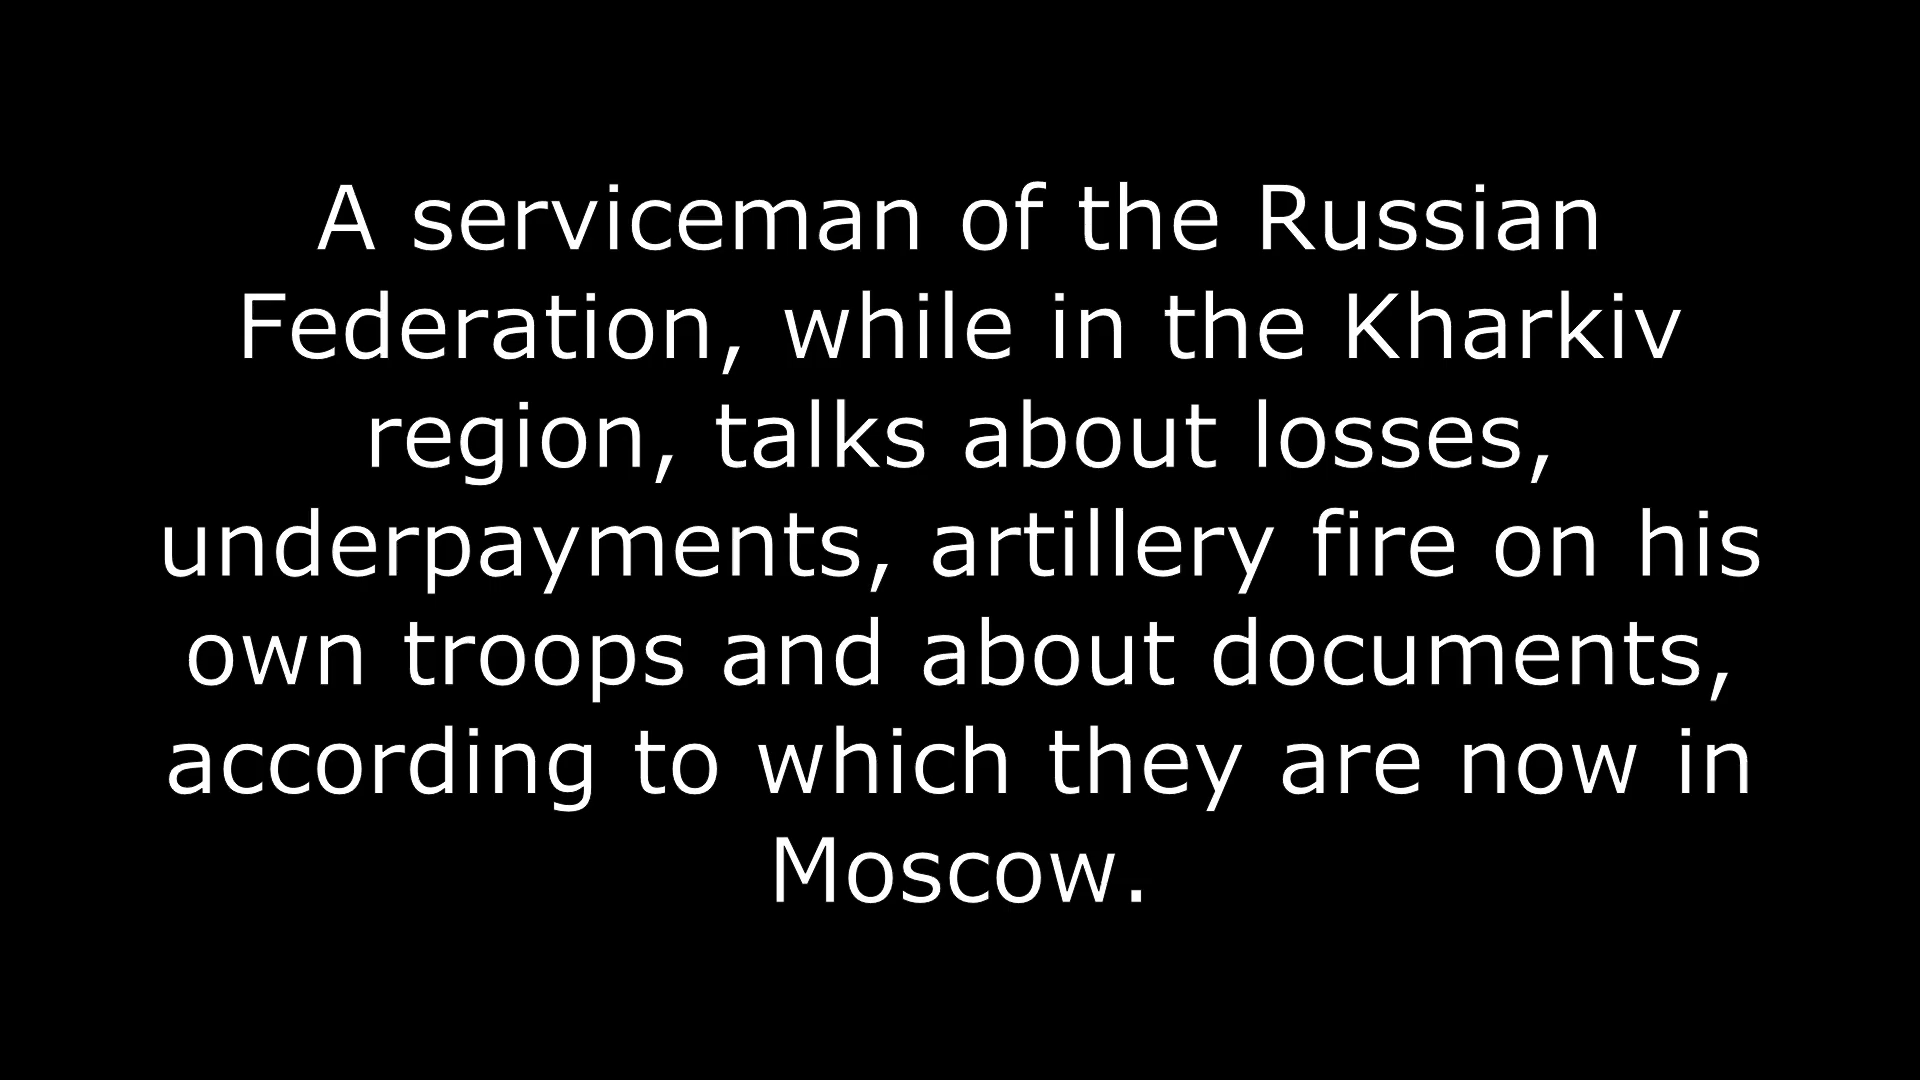 A serviceman of the Russian
Federation, while in the Kharkiv
region, talks about losses,
underpayments, artillery fire on his
own troops and about documents,
according to which they are now in
Moscow.